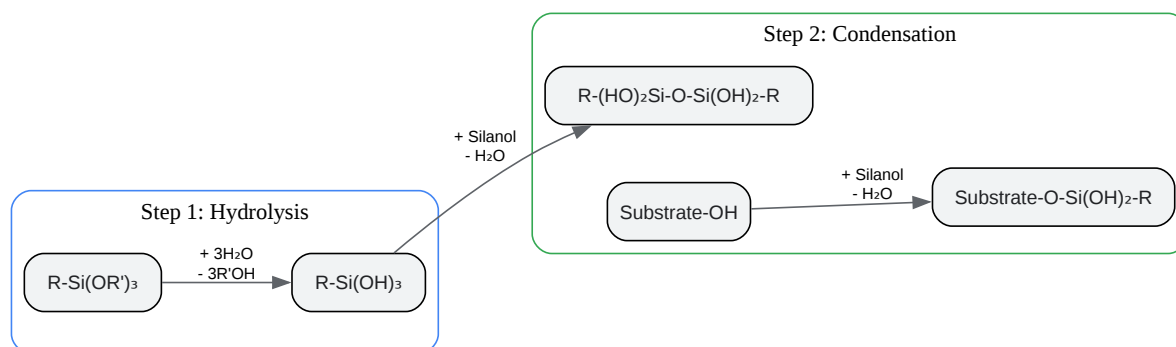 Step 1: Hydrolysis
R-Si(OR')₃
+ 3H₂O
- 3R'OH
R-Si(OH)₃
+ Silanol
- H₂O
Step 2: Condensation
R-(HO)₂Si-O-Si(OH)₂-R
Substrate-OH
+ Silanol
- H₂O
Substrate-O-Si(OH)₂-R